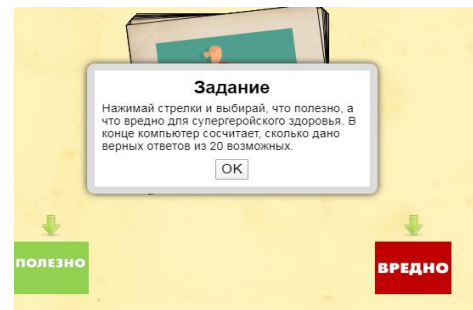 Задание
Нажимай стрелки и выбирай, что полезно, а
что вредно для супергеройского здоровья. В
конце компьютер сосчитает, сколько дано
верных ответов из 20 возможных.
OK
ПОЛЕЗНО
ВРЕДНО